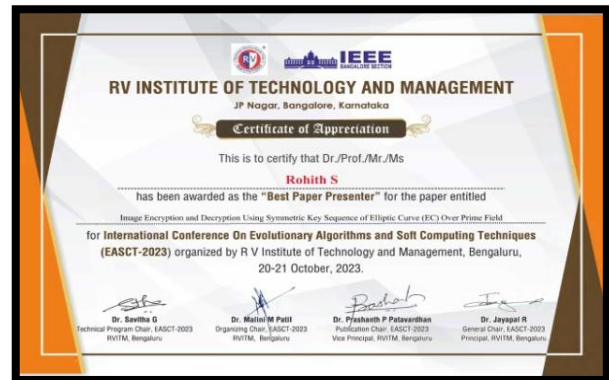 IEEE
BANGALORE SECTION
RV INSTITUTE OF TECHNOLOGY AND MANAGEMENT
JP Nagar, Bangalore, Karnataka
Certificate of Appreciation
This is to certify that Dr./Prof./Mr./Ms
Rohith S
has been awarded as the “Best Paper Presenter” for the paper entitled
Image Encryption and Decryption Using Symmetric Key Sequence of Elliptic Curve (EC) Over Prime Field
for International Conference On Evolutionary Algorithms and Soft Computing Techniques
(EASCT-2023) organized by R V Institute of Technology and Management, Bengaluru,
20-21 October, 2023.
Dr. Savitha G
Technical Program Chair, EASCT-2023
RVITM, Bengaluru
Dr. Malini M Patil
Organizing Chair, EASCT-2023
RVITM, Bengaluru
Dr. Prashanth P Patavardhan
Publication Chair, EASCT-2023
Vice Principal, RVITM, Bengaluru
Dr. Jayapal R
General Chair, EASCT-2023
Principal, RVITM, Bengaluru